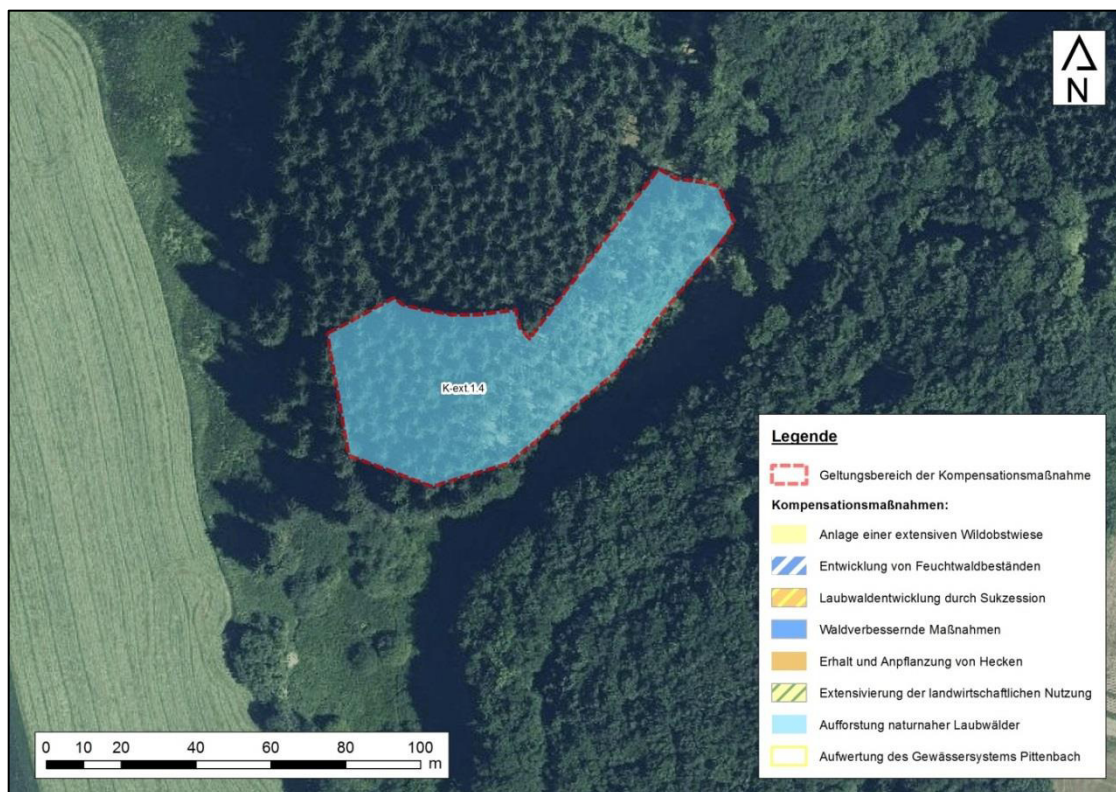 N
K-ext.1.4
Legende
Geltungsbereich der Kompensationsmaßnahme
Kompensationsmaßnahmen:
Anlage einer extensiven Wildobstwiese
Entwicklung von Feuchtwaldbeständen
Laubwaldentwicklung durch Sukzession
Waldverbessernde Maßnahmen
Erhalt und Anpflanzung von Hecken
Extensivierung der landwirtschaftlichen Nutzung
Aufforstung naturnaher Laubwälder
Aufwertung des Gewässersystems Pittenbach
0 10 20 40 60 80 100
m